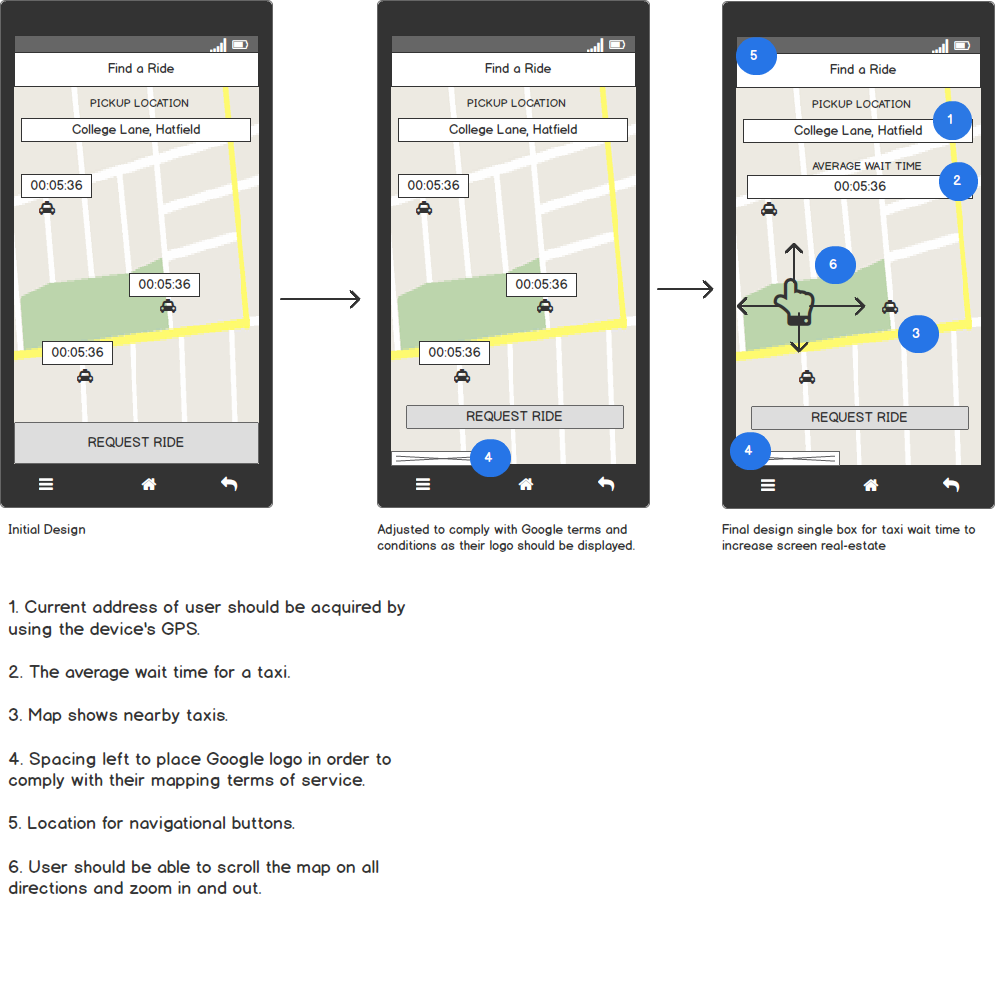 Find a Ride
PICKUP LOCATION
College Lane, Hatfield
00:05:36
00:05:36
00:05:36
REQUEST RIDE
Initial Design
Find a Ride
PICKUP LOCATION
College Lane, Hatfield
00:05:36
00:05:36
00:05:36
REQUEST RIDE
4
Adjusted to comply with Google terms and
conditions as their logo should be displayed.
5
Find a Ride
PICKUP LOCATION
College Lane, Hatfield
1
AVERAGE WAIT TIME
00:05:36
2
6
3
REQUEST RIDE
4
Final design single box for taxi wait time to
increase screen real-estate
1. Current address of user should be acquired by
using the device's GPS.
2. The average wait time for a taxi.
3. Map shows nearby taxis.
4. Spacing left to place Google logo in order to
comply with their mapping terms of service.
5. Location for navigational buttons.
6. User should be able to scroll the map on all
directions and zoom in and out.